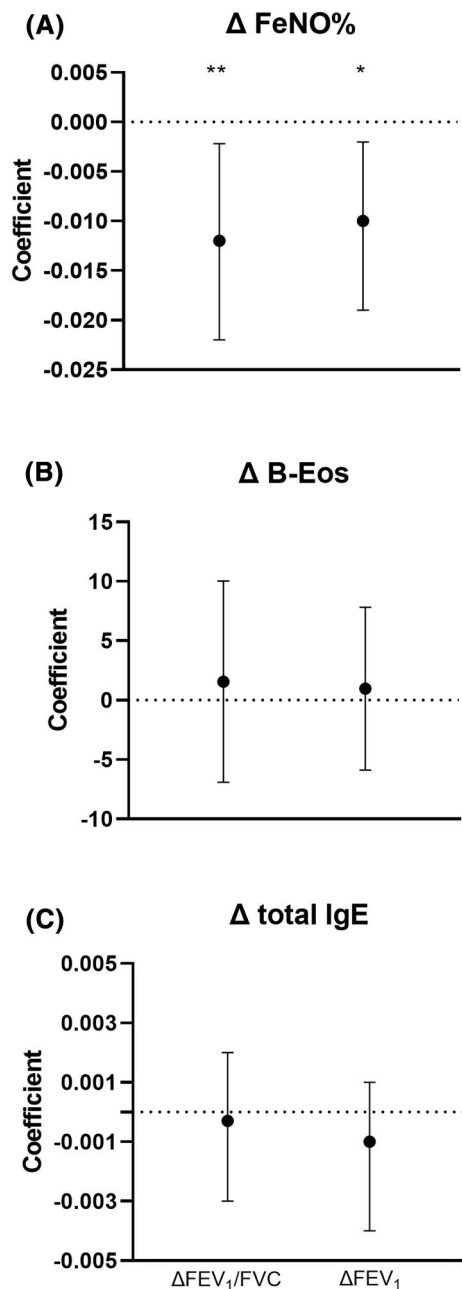 (A) Δ FeNO%
** *
0.005
0.000
-0.005
-0.010
-0.015
-0.020
-0.025
Coefficient
(B) Δ B-Eos
15
10
5
0
-5
-10
Coefficient
(C) Δ total IgE
0.005
0.003
0.001
-0.001
-0.003
-0.005
Coefficient
ΔFEV₁/FVC ΔFEV₁